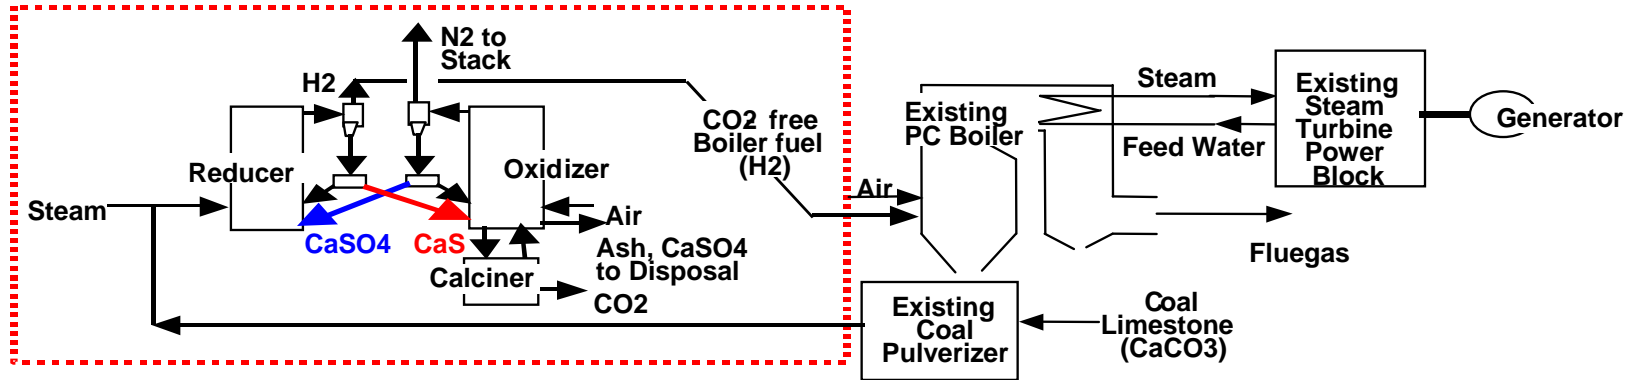 N2 to
Stack
H2
Reducer
Oxidizer
Steam
CaSO4
CaS
Air
Ash, CaSO4
to Disposal
Calciner
CO2
CO2 free
Boiler fuel
(H2)
Air
Existing
PC Boiler
Steam
Feed Water
Existing
Steam
Turbine
Power
Block
Generator
Fluegas
Existing
Coal
Pulverizer
Coal
Limestone
(CaCO3)